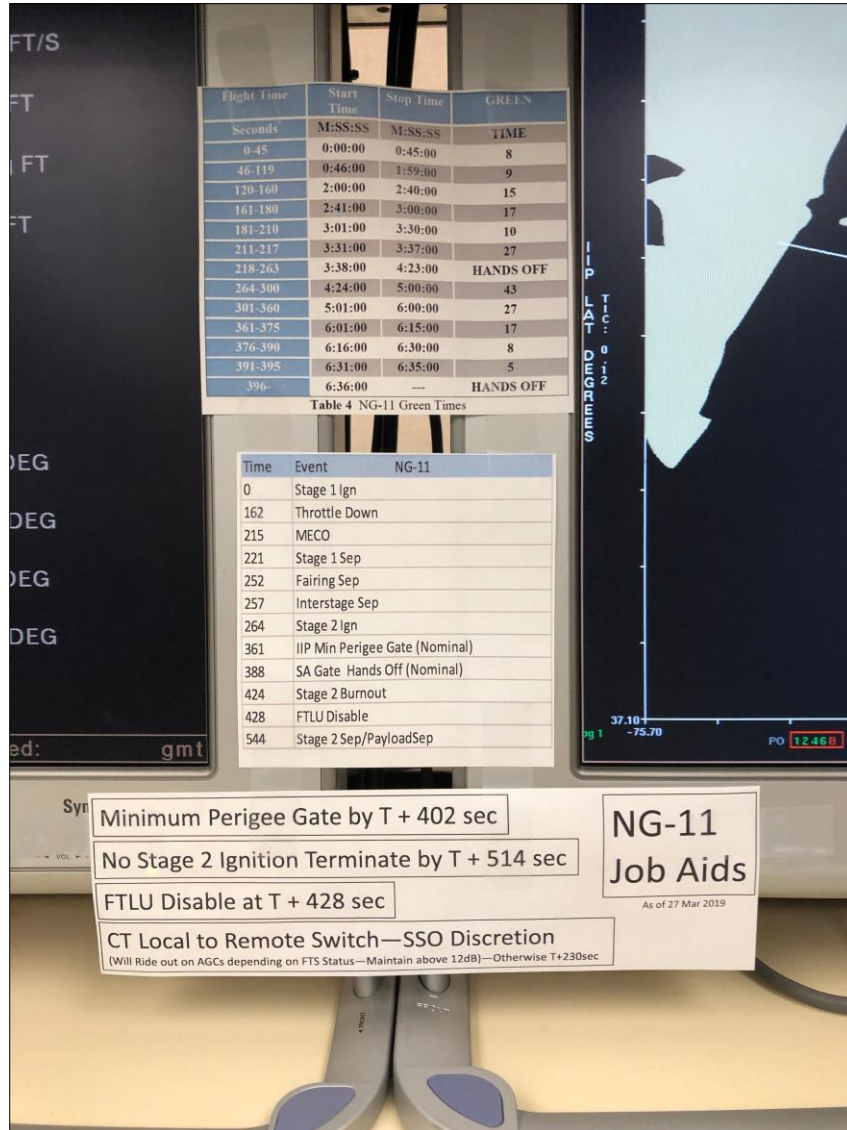 FT/S
FT
FT
FT
DEG
DEG
DEG
DEG
ed: gmt
Flight Time Start Time Stop Time GREEN
Seconds M:SS:SS M:SS:SS TIME
0-45 0:00:00 0:45:00 8
46-119 0:46:00 1:59:00 9
120-160 2:00:00 2:40:00 15
161-180 2:41:00 3:00:00 17
181-210 3:01:00 3:30:00 10
211-217 3:31:00 3:37:00 27
218-263 3:38:00 4:23:00 HANDS OFF
264-300 4:24:00 5:00:00 43
301-360 5:01:00 6:00:00 27
361-375 6:01:00 6:15:00 17
376-390 6:16:00 6:30:00 8
391-395 6:31:00 6:35:00 5
396- 6:36:00 --- HANDS OFF
Table 4 NG-11 Green Times
Time Event NG-11
0 Stage 1 Ign
162 Throttle Down
215 MECO
221 Stage 1 Sep
252 Fairing Sep
257 Interstage Sep
264 Stage 2 Ign
361 IIP Min Perigee Gate (Nominal)
388 SA Gate Hands Off (Nominal)
424 Stage 2 Burnout
428 FTLU Disable
544 Stage 2 Sep/PayloadSep
IIP LAT DEGREES
TIC: 0.12
37.10
-75.70
pg 1
PO 1246B
Syn
- VOL +
Minimum Perigee Gate by T + 402 sec
No Stage 2 Ignition Terminate by T + 514 sec
FTLU Disable at T + 428 sec
CT Local to Remote Switch—SSO Discretion
(Will Ride out on AGCs depending on FTS Status—Maintain above 12dB)—Otherwise T+230sec
NG-11
Job Aids
As of 27 Mar 2019